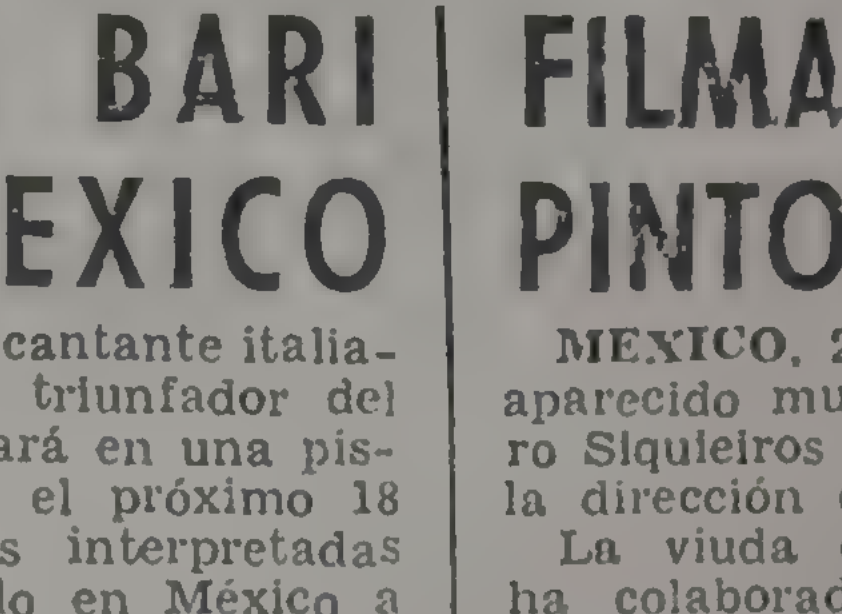 BARI
EXICO
cantante italia-
triunfador del
ará en una pis-
el próximo 18
s interpretadas
lo en México a
FILMA
PINTO
MEXICO, 2
aparecido mu
ro Siquieiros
la dirección
La viuda
ha colaborad